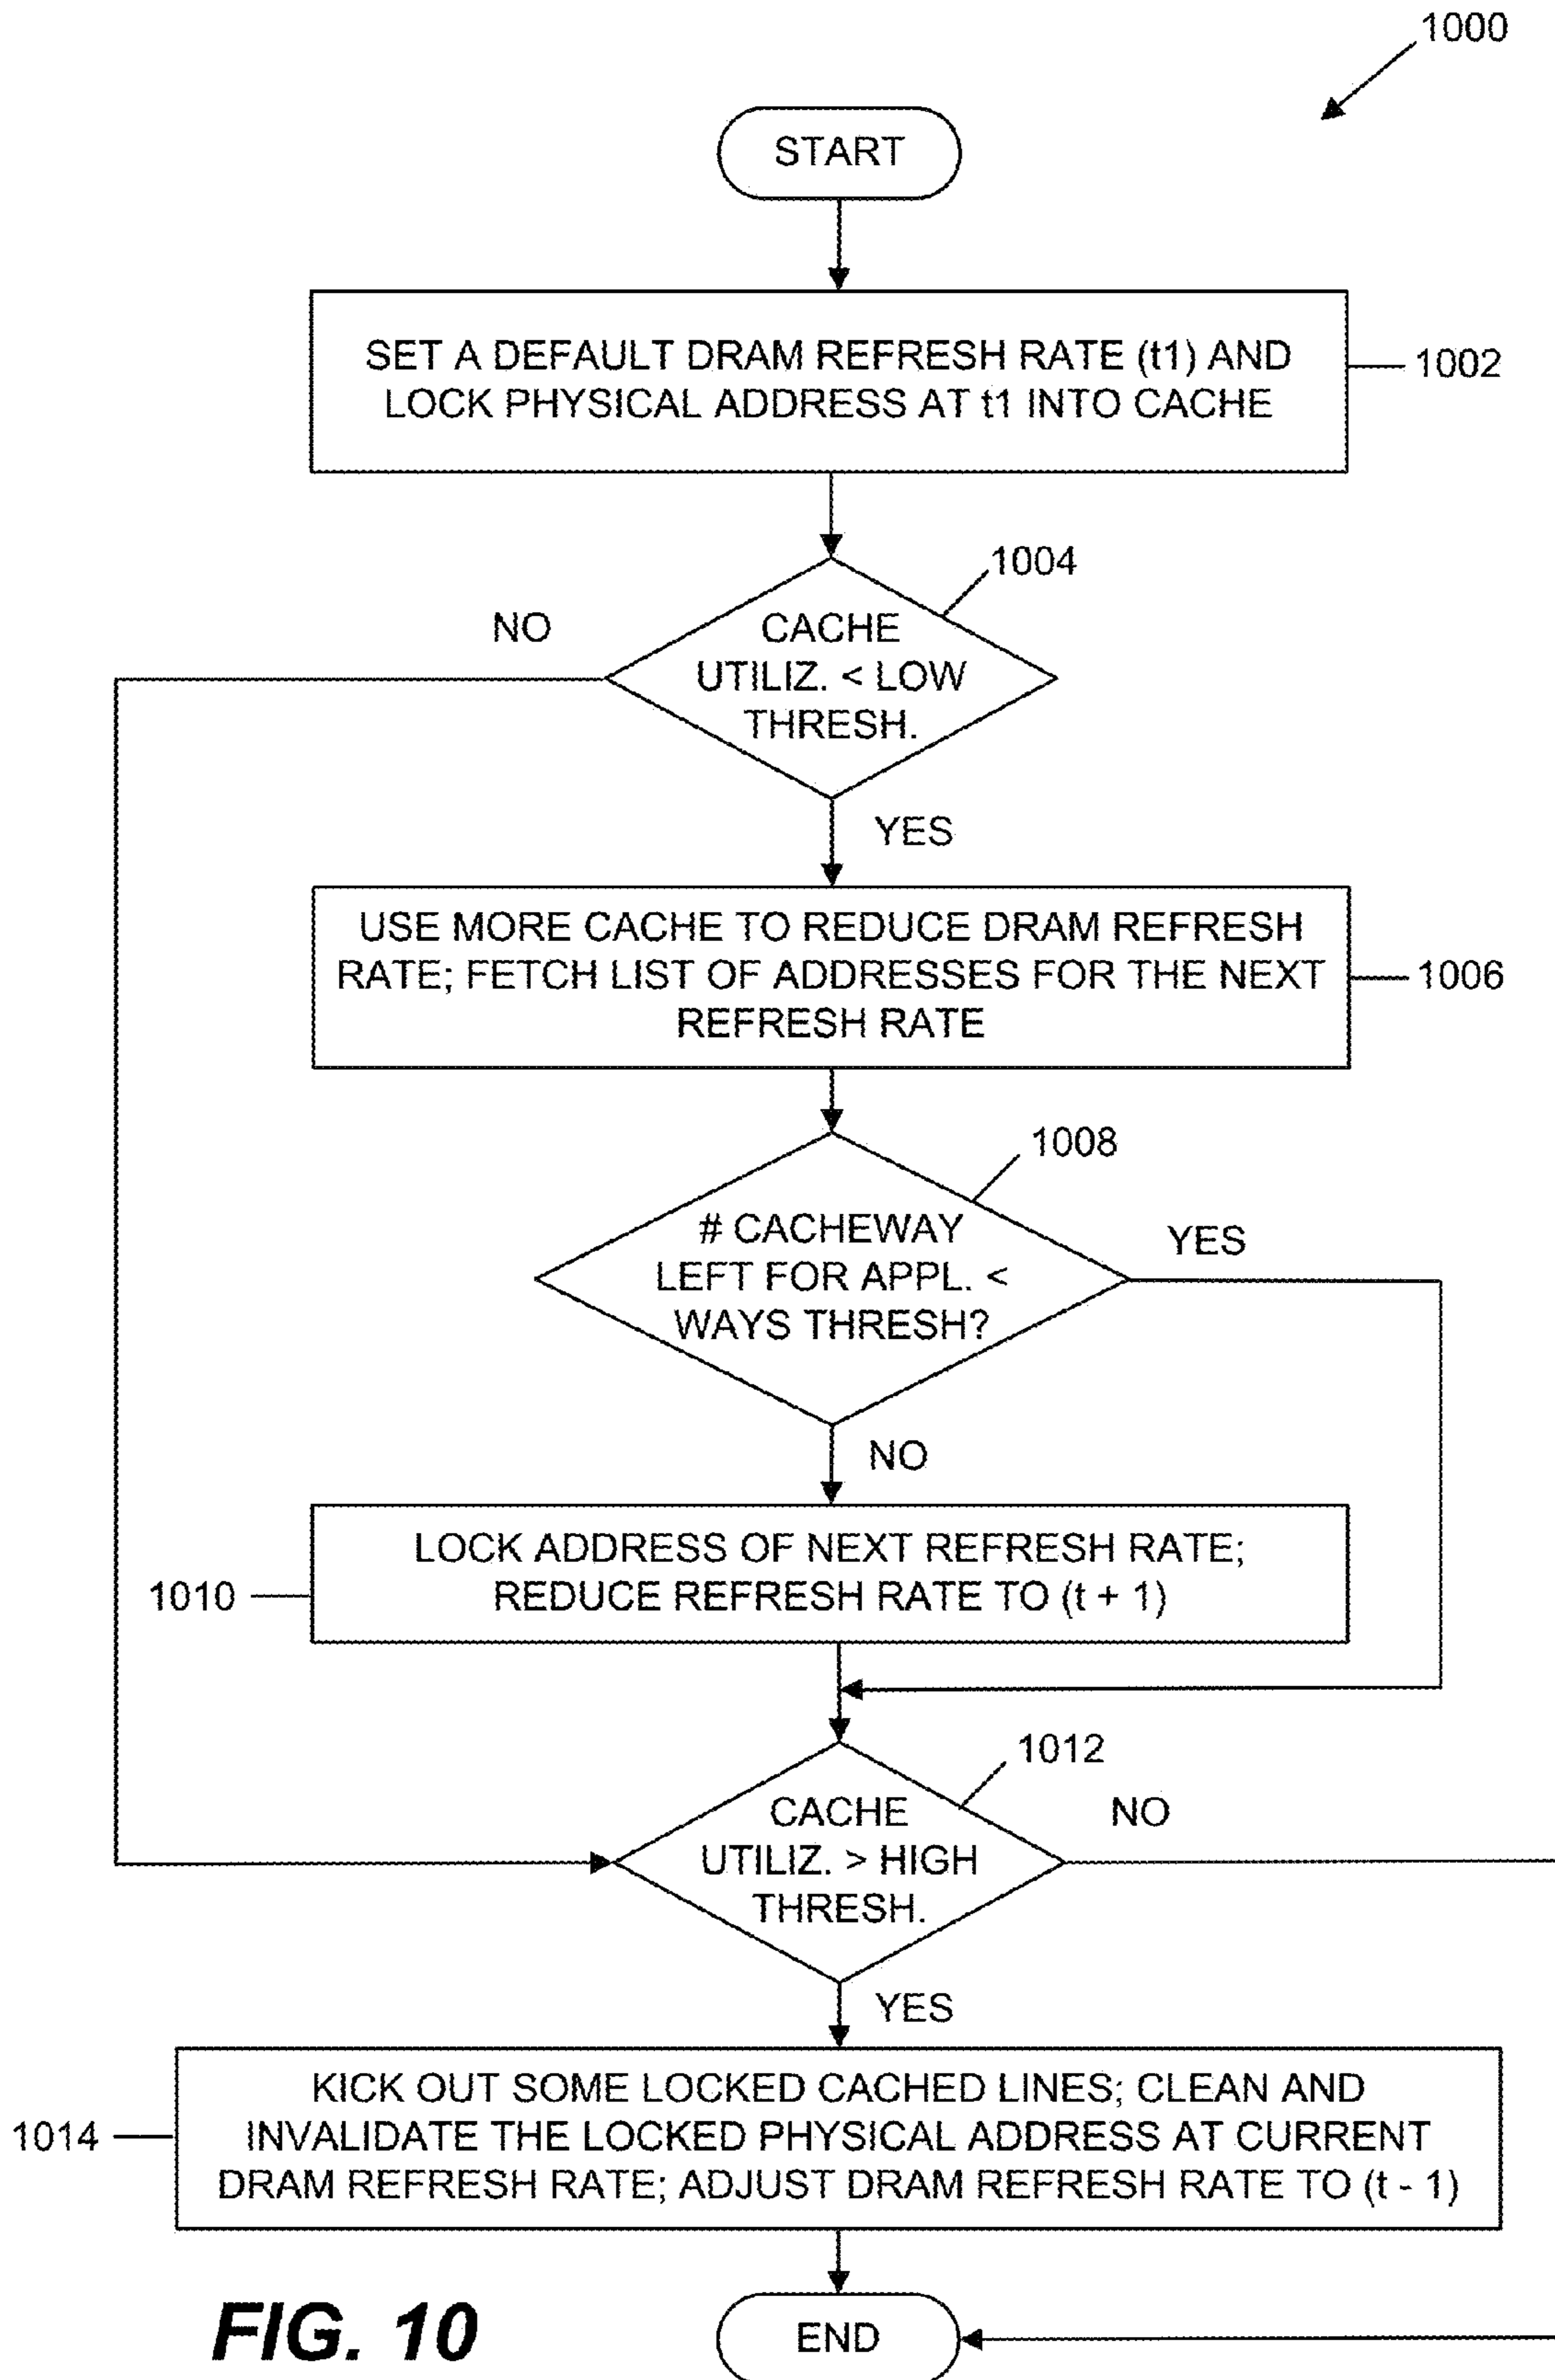 1000
START
SET A DEFAULT DRAM REFRESH RATE (t1) AND
LOCK PHYSICAL ADDRESS AT t1 INTO CACHE
1002
1004
NO
CACHE
UTILIZ. < LOW
THRESH.
YES
USE MORE CACHE TO REDUCE DRAM REFRESH
RATE; FETCH LIST OF ADDRESSES FOR THE NEXT
REFRESH RATE
1006
1008
# CACHEWAY
LEFT FOR APPL. <
WAYS THRESH?
YES
NO
LOCK ADDRESS OF NEXT REFRESH RATE;
REDUCE REFRESH RATE TO (t + 1)
1010
1012
CACHE
UTILIZ. > HIGH
THRESH.
NO
YES
KICK OUT SOME LOCKED CACHED LINES; CLEAN AND
INVALIDATE THE LOCKED PHYSICAL ADDRESS AT CURRENT
DRAM REFRESH RATE; ADJUST DRAM REFRESH RATE TO (t - 1)
1014
END
FIG. 10